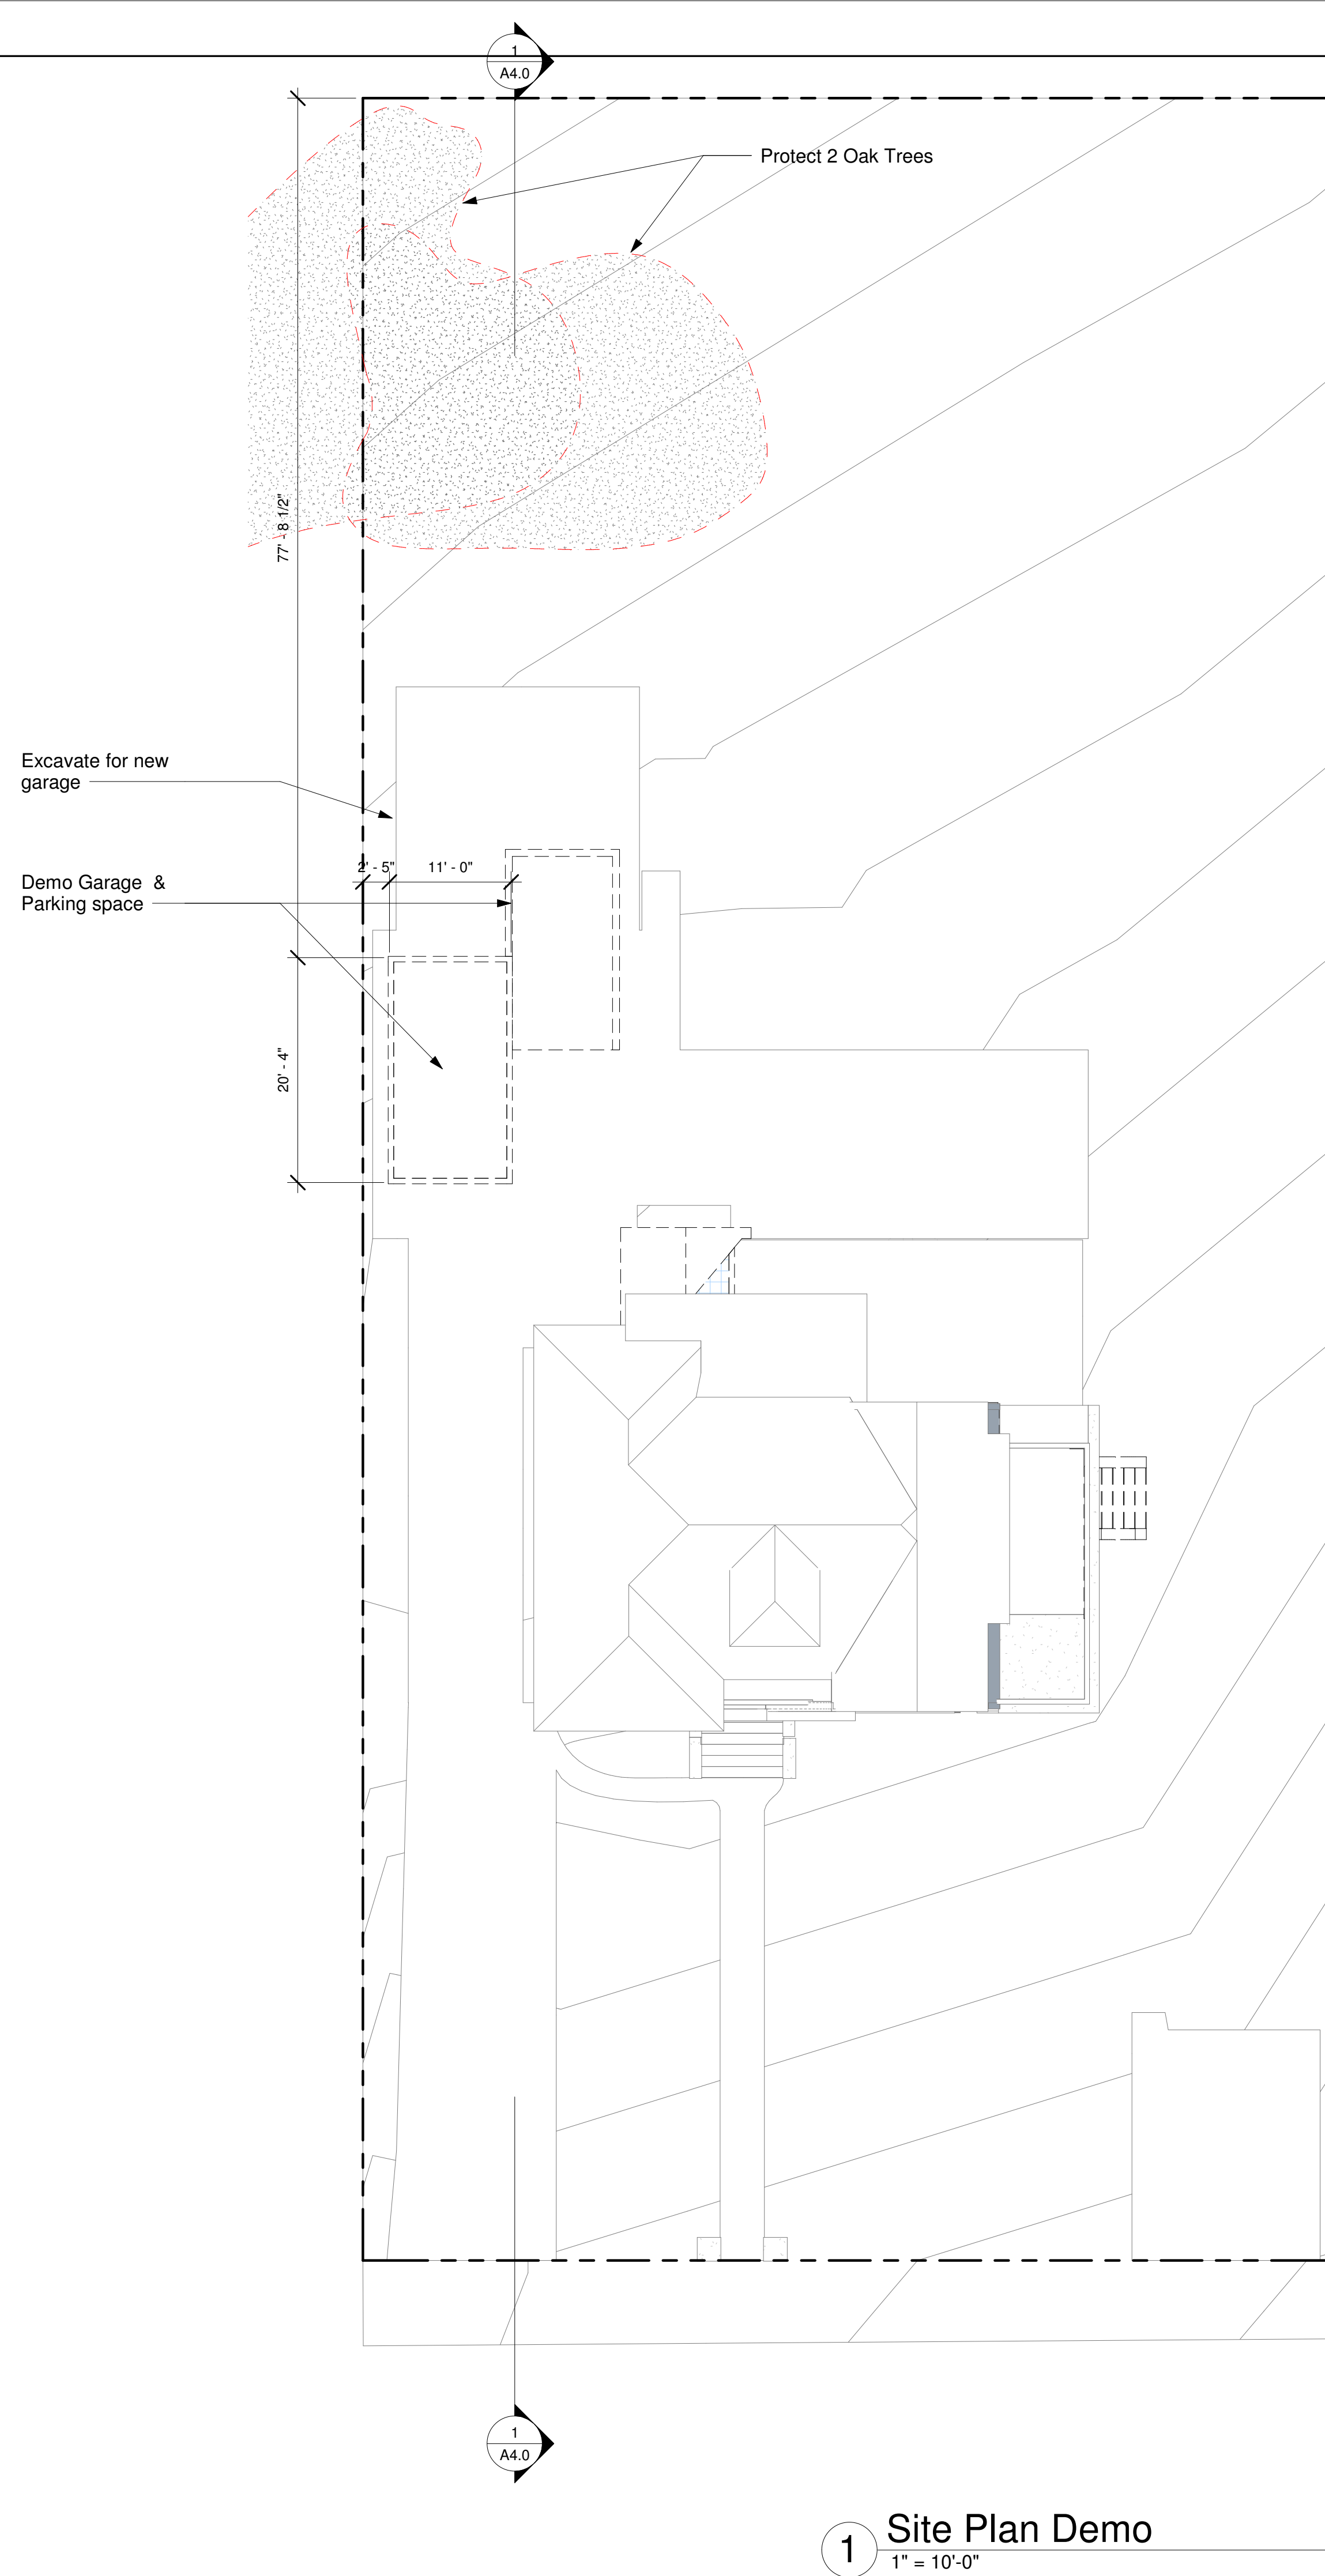 1
A4.0
Protect 2 Oak Trees
77' - 8 1/2"
Excavate for new
garage
2' - 5"
11' - 0"
Demo Garage &
Parking space
20' - 4"
1
A4.0
1
Site Plan Demo
1" = 10'-0"